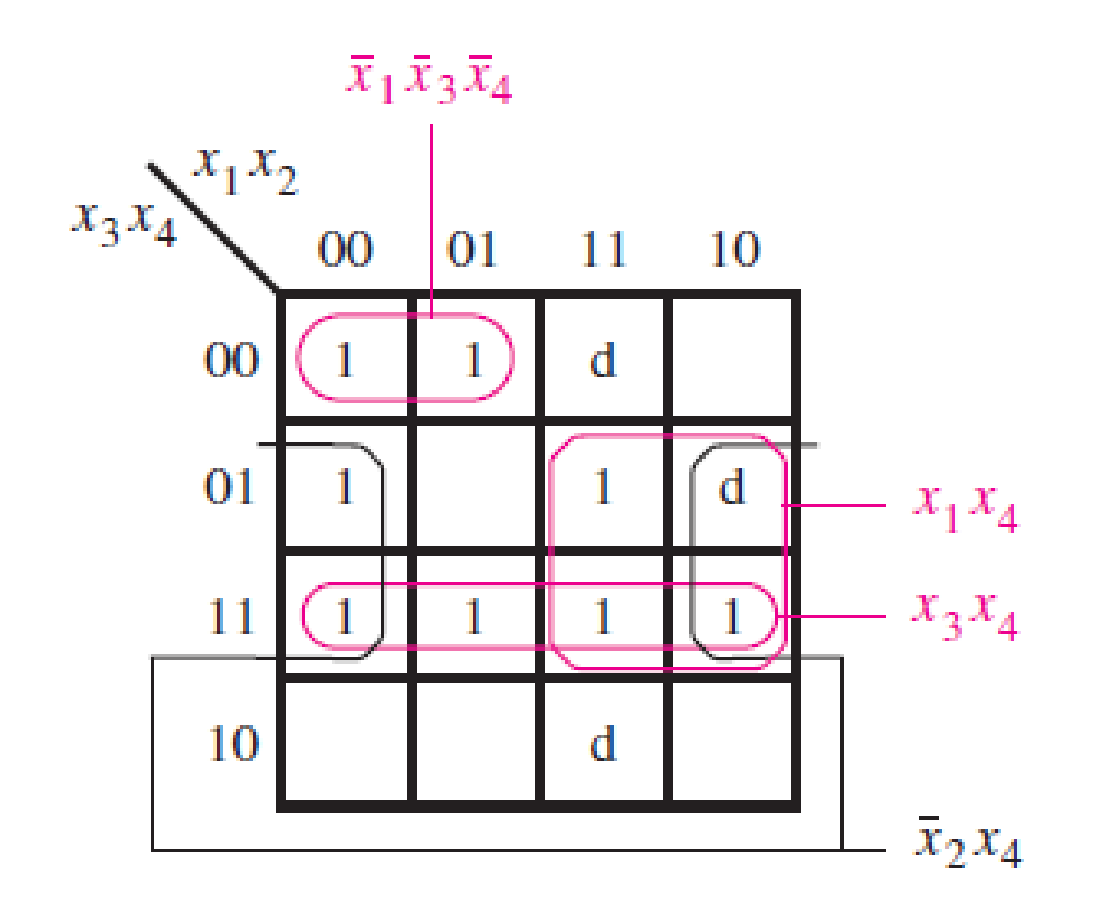 x̄₁x̄₃x̄₄
x₁x₂
x₃x₄
00 01 11 10
00 1 1 d
01 1 1 d x₁x₄
11 1 1 1 1 x₃x₄
10 d
x̄₂x₄